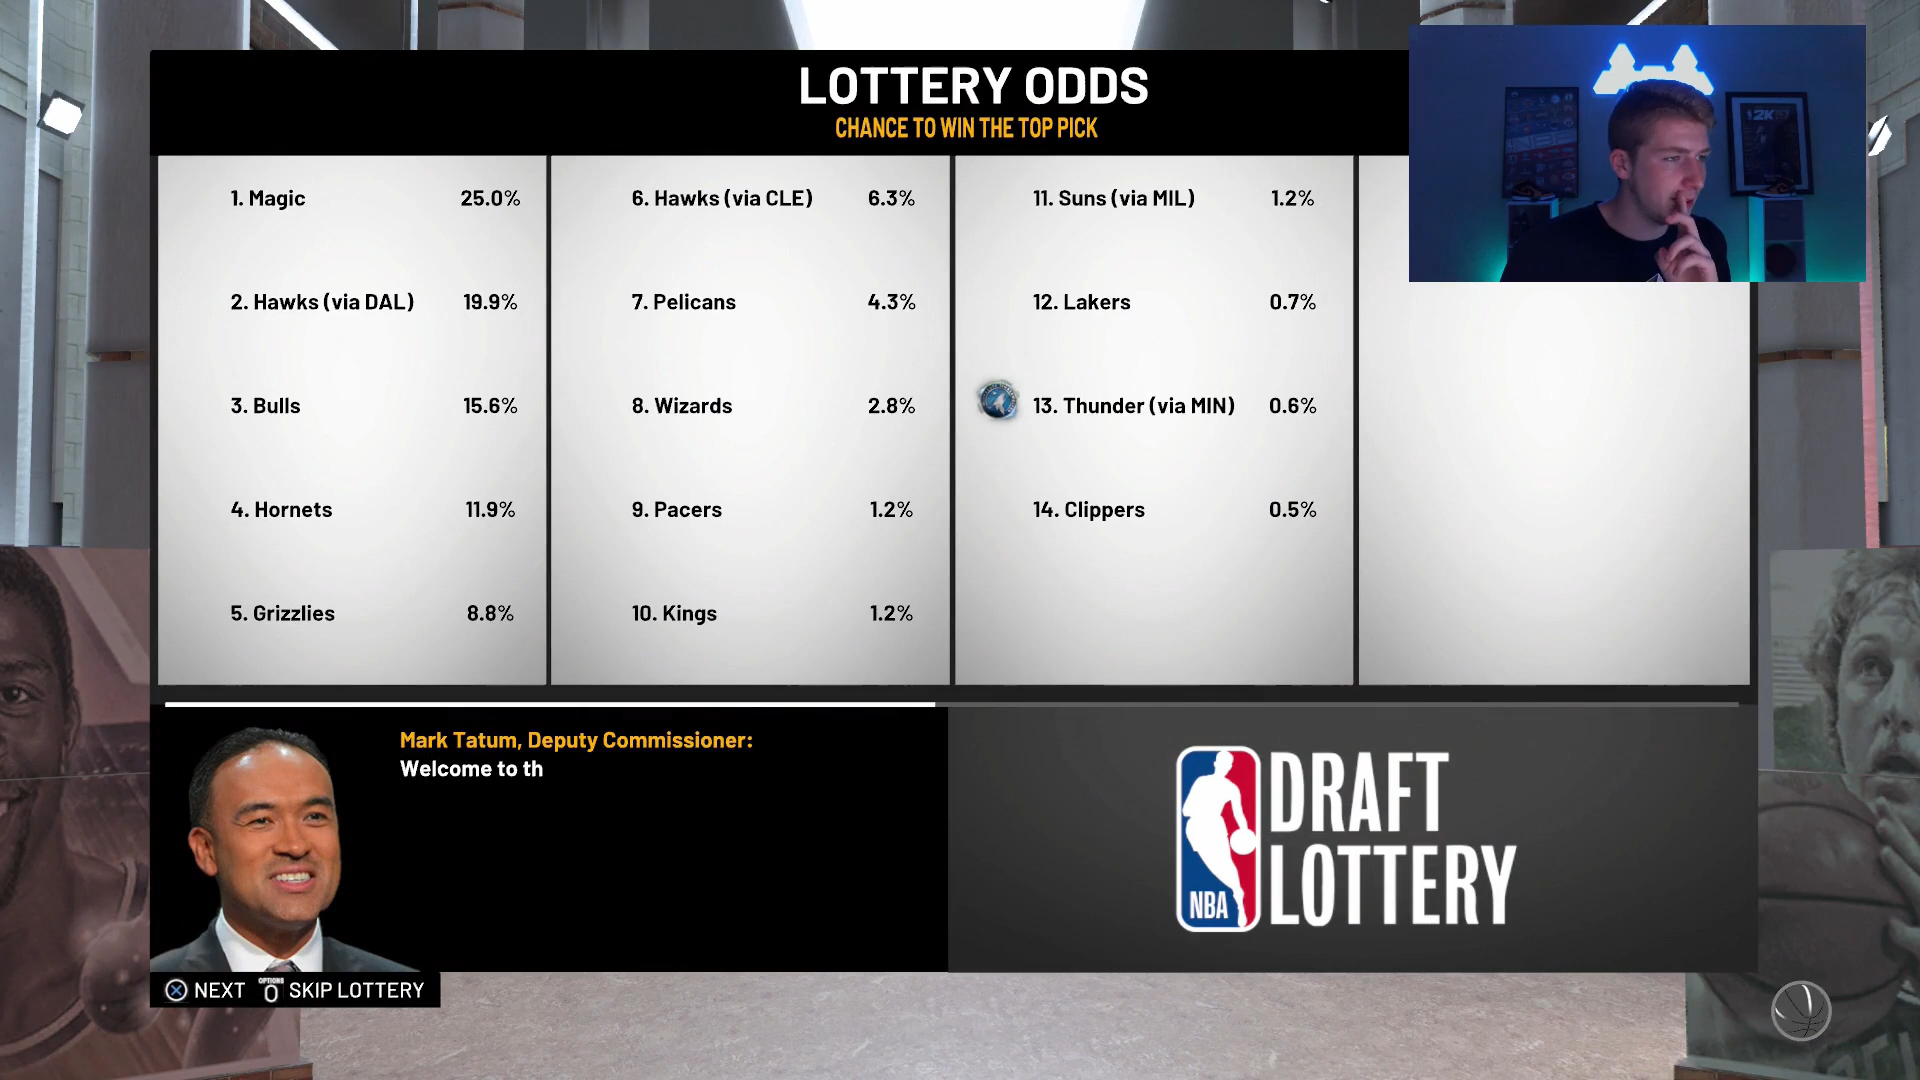 LOTTERY ODDS
CHANCE TO WIN THE TOP PICK
1. Magic 25.0%
2. Hawks (via DAL) 19.9%
3. Bulls 15.6%
4. Hornets 11.9%
5. Grizzlies 8.8%
6. Hawks (via CLE) 6.3%
7. Pelicans 4.3%
8. Wizards 2.8%
9. Pacers 1.2%
10. Kings 1.2%
11. Suns (via MIL) 1.2%
12. Lakers 0.7%
13. Thunder (via MIN) 0.6%
14. Clippers 0.5%
12K
Mark Tatum, Deputy Commissioner:
Welcome to th
NBA
DRAFT
LOTTERY
NEXT OPTIONS SKIP LOTTERY